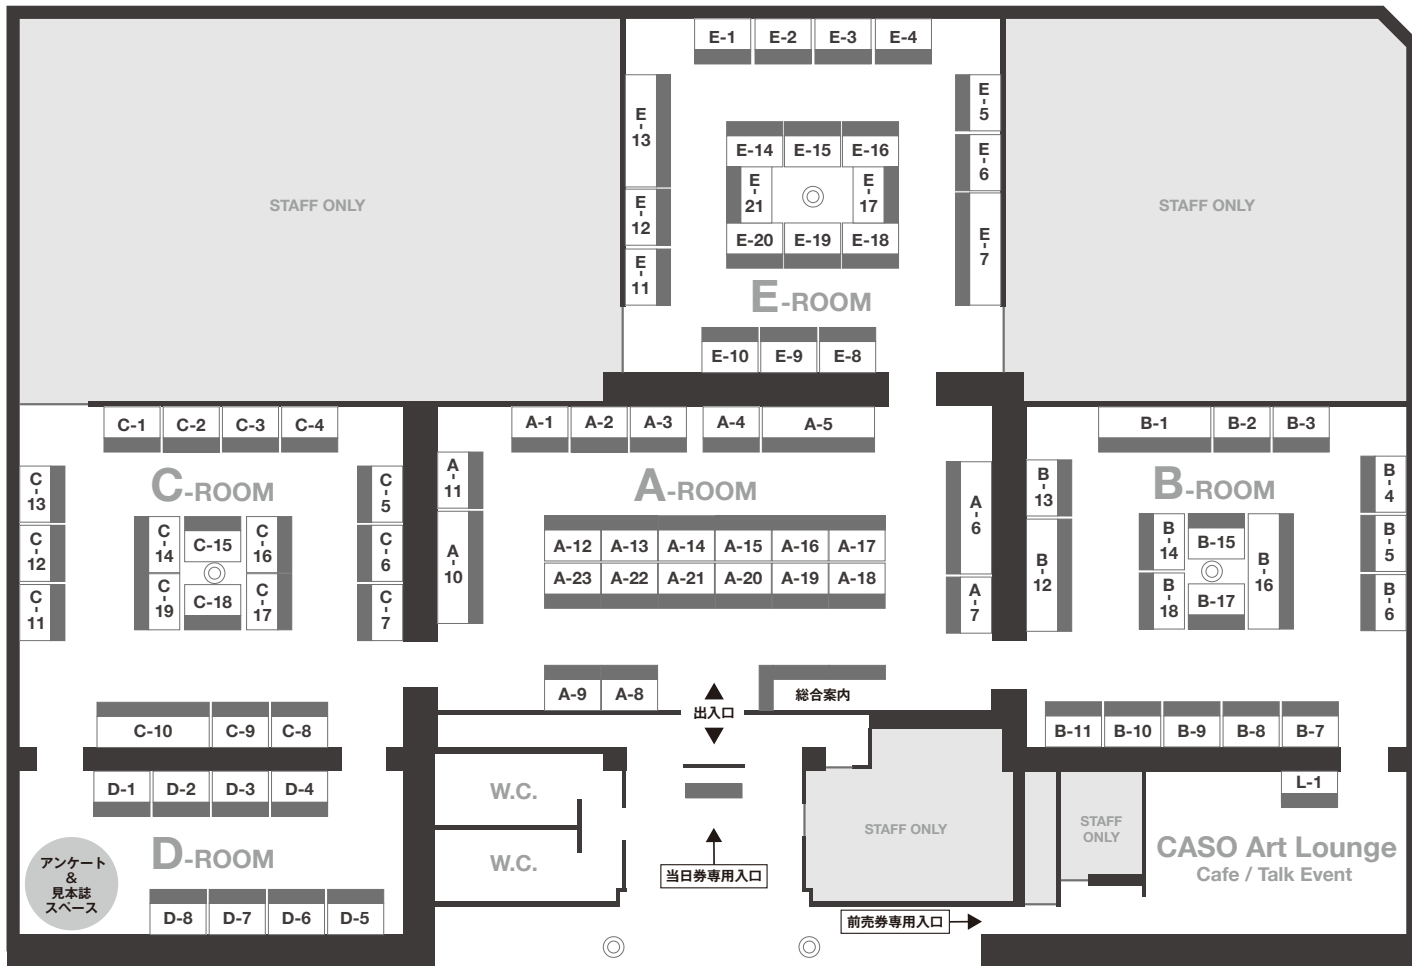 E-1 E-2 E-3 E-4
E-5
E-6
E-7
E-13
E-12
E-11
E-14 E-15 E-16
E-21 E-17
E-20 E-19 E-18
STAFF ONLY
STAFF ONLY
E-ROOM
E-10 E-9 E-8
C-1 C-2 C-3 C-4
C-13
C-12
C-11
C-ROOM
C-5
C-6
C-7
C-14 C-15 C-16
C-19 C-18 C-17
C-10 C-9 C-8
A-1 A-2 A-3 A-4 A-5
A-11
A-10
A-ROOM
A-6
A-7
A-12 A-13 A-14 A-15 A-16 A-17
A-23 A-22 A-21 A-20 A-19 A-18
A-9 A-8
出入口
総合案内
B-1 B-2 B-3
B-13
B-12
B-ROOM
B-4
B-5
B-6
B-14 B-15 B-16
B-18 B-17
B-11 B-10 B-9 B-8 B-7
D-1 D-2 D-3 D-4
D-ROOM
アンケート
&
見本誌
スペース
D-8 D-7 D-6 D-5
W.C.
W.C.
当日券専用入口
STAFF ONLY
STAFF
ONLY
L-1
CASO Art Lounge
Cafe / Talk Event
前売券専用入口